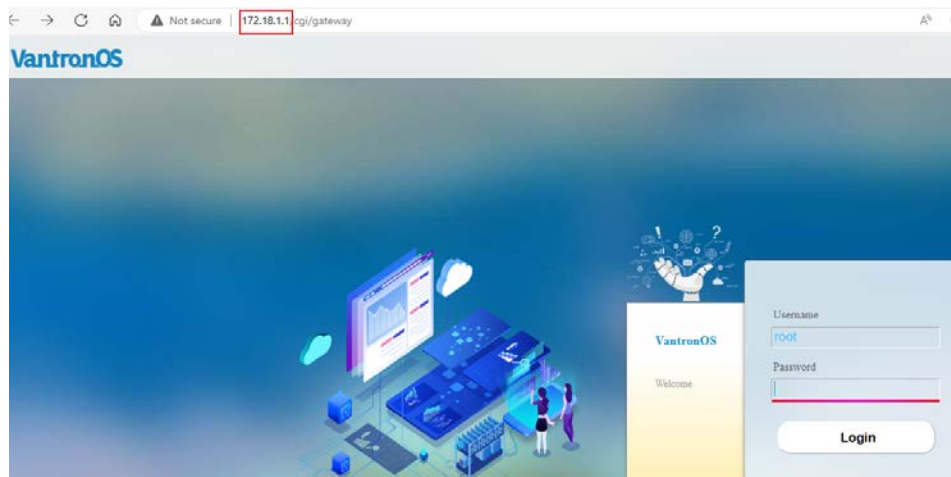 Not secure | 172.18.1.1/cgi/gateway
VantronOS
Username
root
VantronOS
Password
Welcome
Login